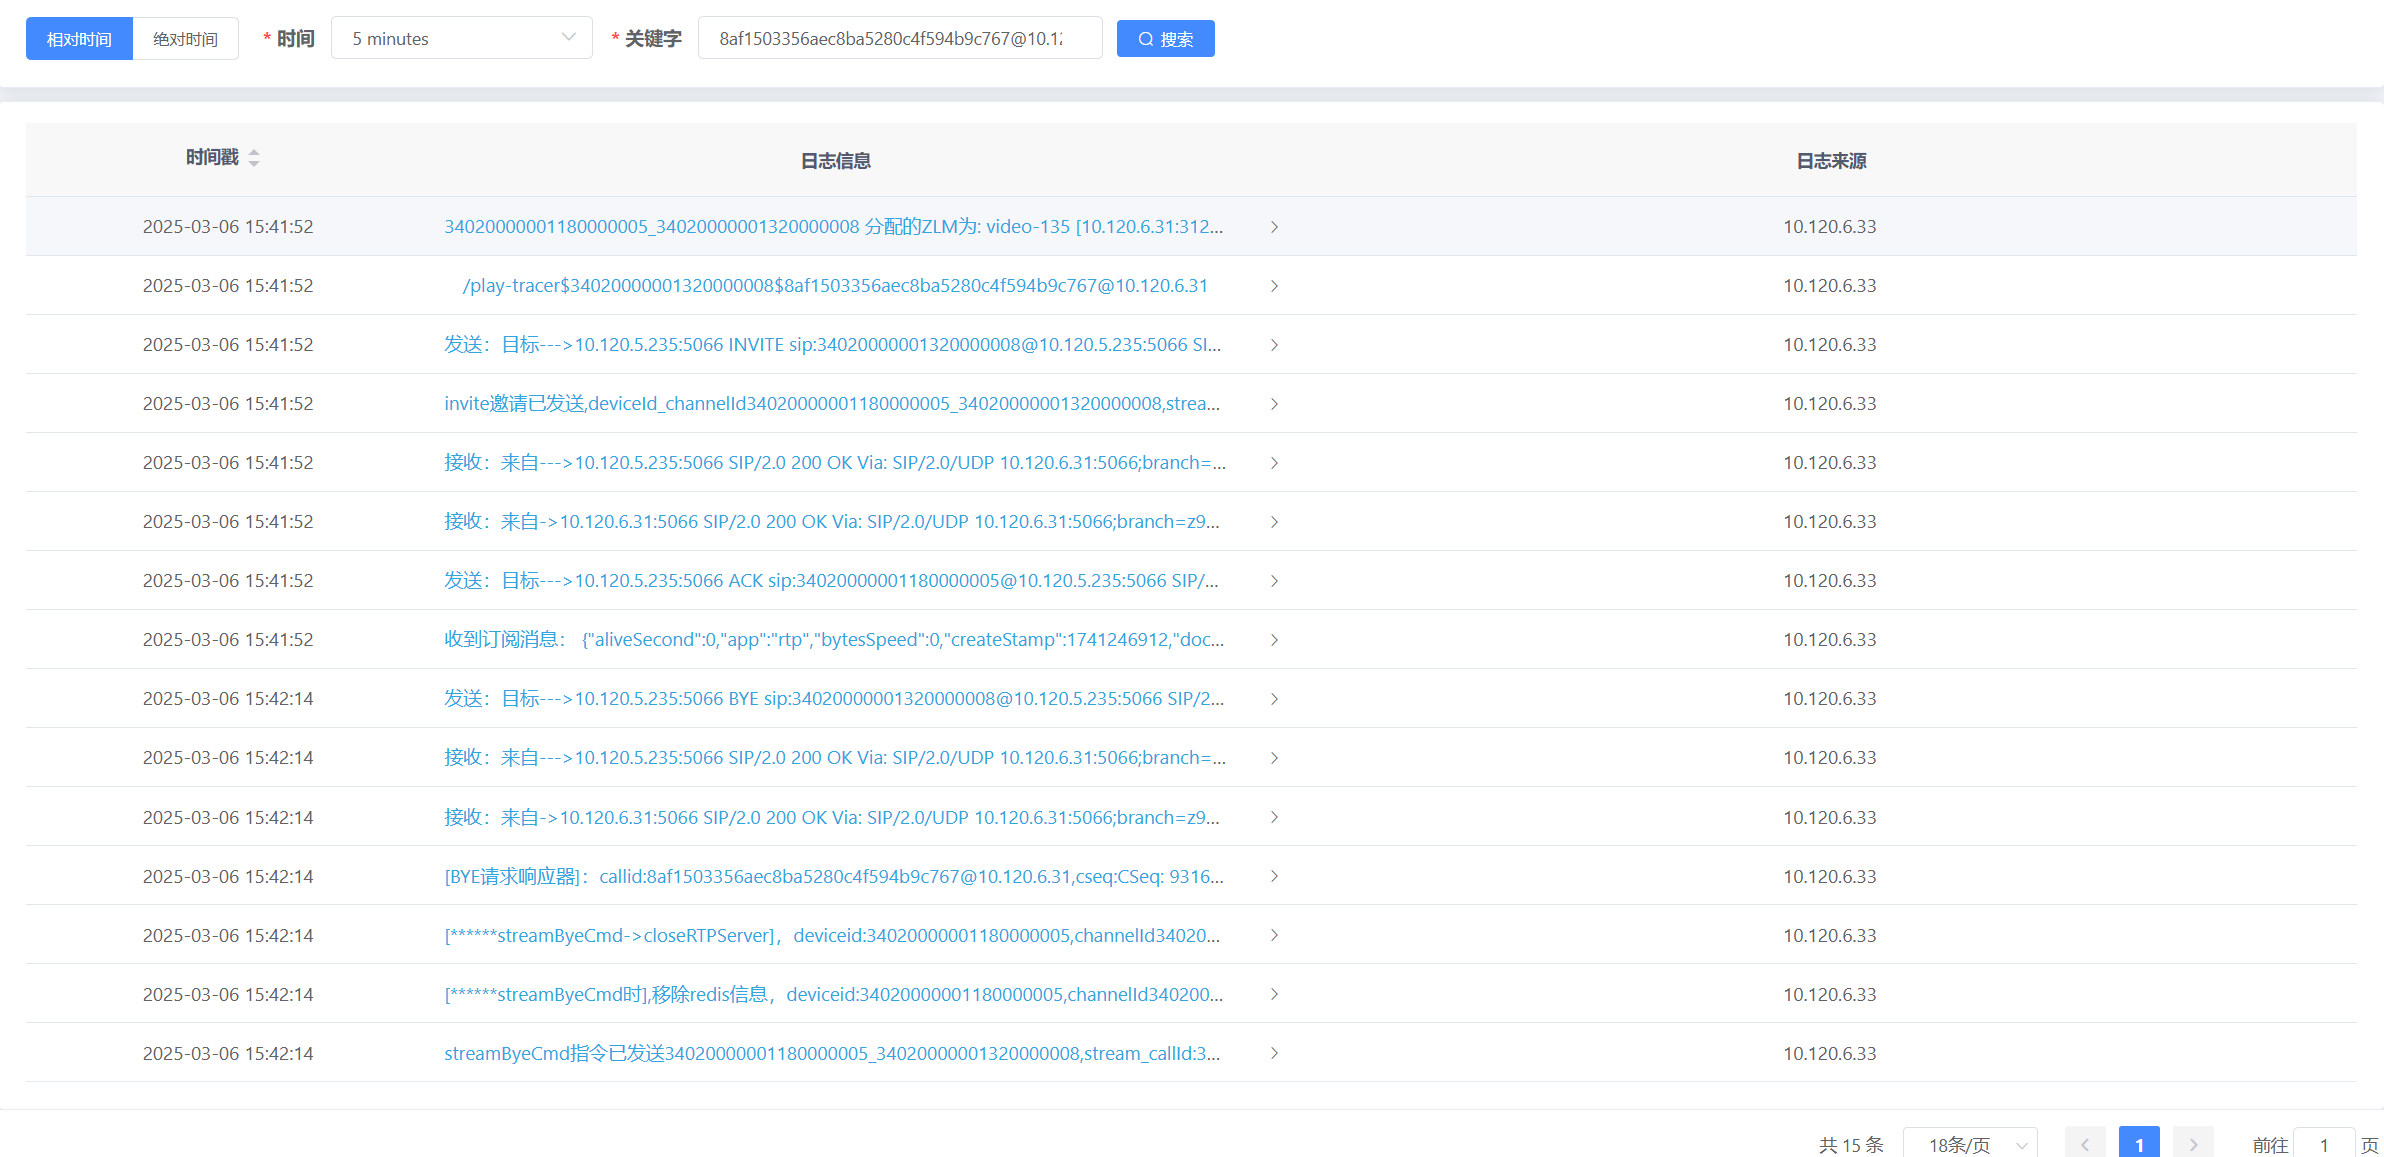 相对时间 绝对时间 * 时间 5 minutes * 关键字 8af1503356aec8ba5280c4f594b9c767@10.1 搜索
时间戳 日志信息 日志来源
2025-03-06 15:41:52 34020000001180000005_34020000001320000008 分配的ZLM为: video-135 [10.120.6.31:312... 10.120.6.33
2025-03-06 15:41:52 /play-tracer$34020000001320000008$8af1503356aec8ba5280c4f594b9c767@10.120.6.31 10.120.6.33
2025-03-06 15:41:52 发送：目标--->10.120.5.235:5066 INVITE sip:34020000001320000008@10.120.5.235:5066 SI... 10.120.6.33
2025-03-06 15:41:52 invite邀请已发送,deviceId_channelId34020000001180000005_34020000001320000008,strea... 10.120.6.33
2025-03-06 15:41:52 接收：来自--->10.120.5.235:5066 SIP/2.0 200 OK Via: SIP/2.0/UDP 10.120.6.31:5066;branch=... 10.120.6.33
2025-03-06 15:41:52 接收：来自->10.120.6.31:5066 SIP/2.0 200 OK Via: SIP/2.0/UDP 10.120.6.31:5066;branch=z9... 10.120.6.33
2025-03-06 15:41:52 发送：目标--->10.120.5.235:5066 ACK sip:34020000001180000005@10.120.5.235:5066 SIP/... 10.120.6.33
2025-03-06 15:41:52 收到订阅消息： {"aliveSecond":0,"app":"rtp","bytesSpeed":0,"createStamp":1741246912,"doc... 10.120.6.33
2025-03-06 15:42:14 发送：目标--->10.120.5.235:5066 BYE sip:34020000001320000008@10.120.5.235:5066 SIP/2... 10.120.6.33
2025-03-06 15:42:14 接收：来自--->10.120.5.235:5066 SIP/2.0 200 OK Via: SIP/2.0/UDP 10.120.6.31:5066;branch=... 10.120.6.33
2025-03-06 15:42:14 接收：来自->10.120.6.31:5066 SIP/2.0 200 OK Via: SIP/2.0/UDP 10.120.6.31:5066;branch=z9... 10.120.6.33
2025-03-06 15:42:14 [BYE请求响应器]：callid:8af1503356aec8ba5280c4f594b9c767@10.120.6.31,cseq:CSeq: 9316... 10.120.6.33
2025-03-06 15:42:14 [******streamByeCmd->closeRTPServer]，deviceid:34020000001180000005,channelId34020... 10.120.6.33
2025-03-06 15:42:14 [******streamByeCmd时],移除redis信息，deviceid:34020000001180000005,channelId340200... 10.120.6.33
2025-03-06 15:42:14 streamByeCmd指令已发送34020000001180000005_34020000001320000008,stream_callId:3... 10.120.6.33
共 15 条 18条/页 1 前往 1 页